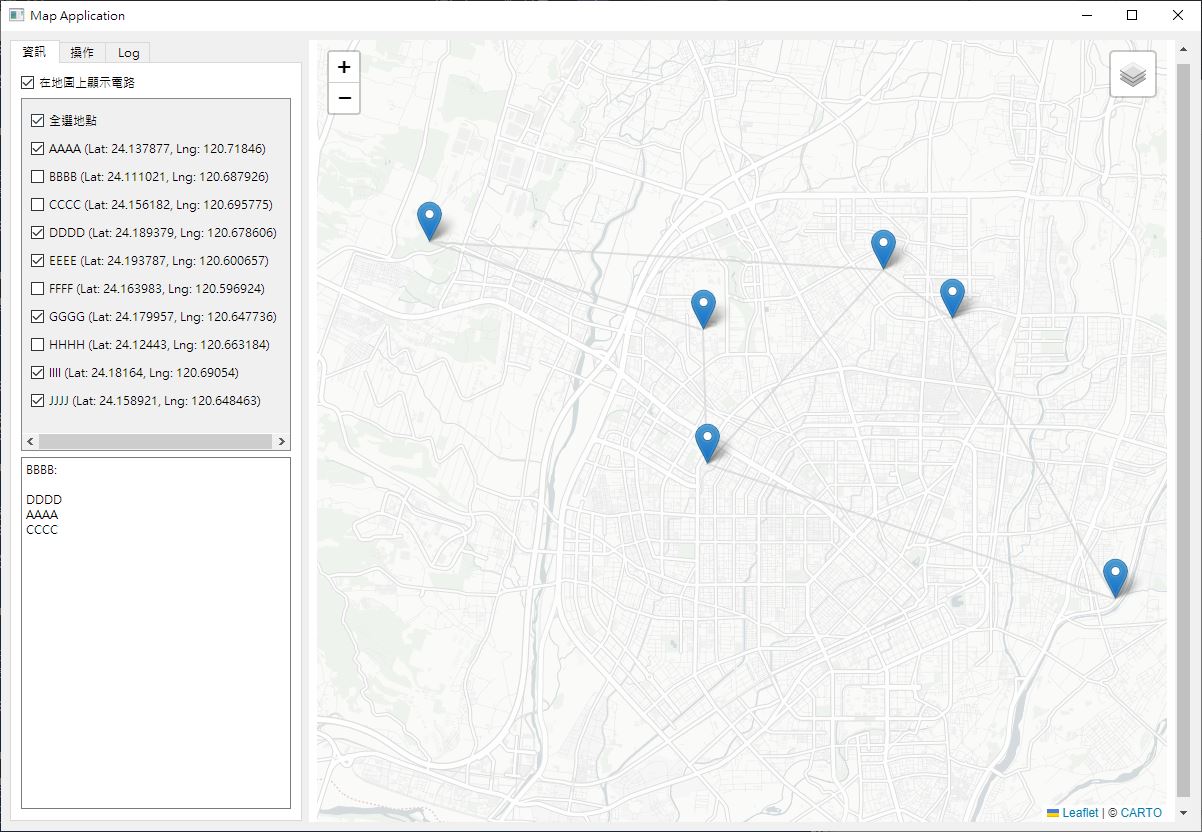 Map Application
資訊 操作 Log
在地圖上顯示電路
全選地點
AAAA (Lat: 24.137877, Lng: 120.71846)
BBBB (Lat: 24.111021, Lng: 120.687926)
CCCC (Lat: 24.156182, Lng: 120.695775)
DDDD (Lat: 24.189379, Lng: 120.678606)
EEEE (Lat: 24.193787, Lng: 120.600657)
FFFF (Lat: 24.163983, Lng: 120.596924)
GGGG (Lat: 24.179957, Lng: 120.647736)
HHHH (Lat: 24.12443, Lng: 120.663184)
IIII (Lat: 24.18164, Lng: 120.69054)
JJJJ (Lat: 24.158921, Lng: 120.648463)
BBBB:
DDDD
AAAA
CCCC
+
−
Leaflet | © CARTO